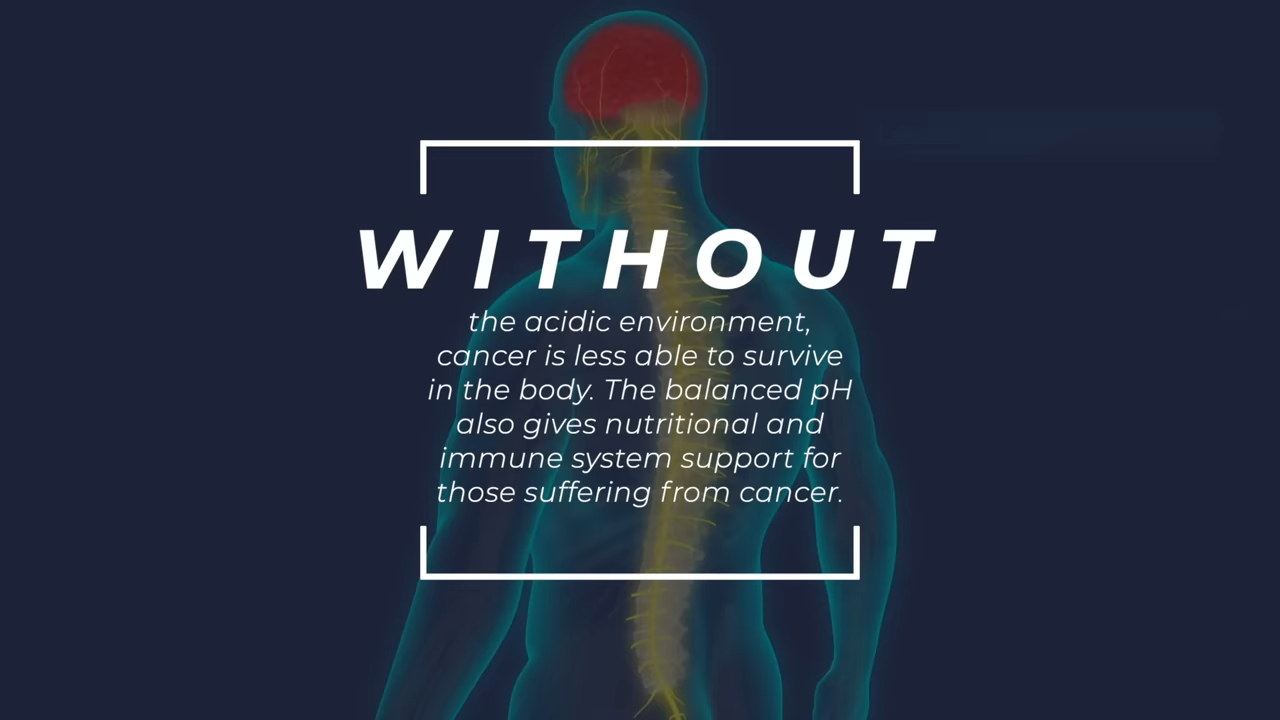 WITHOUT
the acidic environment,
cancer is less able to survive
in the body. The balanced pH
also gives nutritional and
immune system support for
those suffering from cancer.